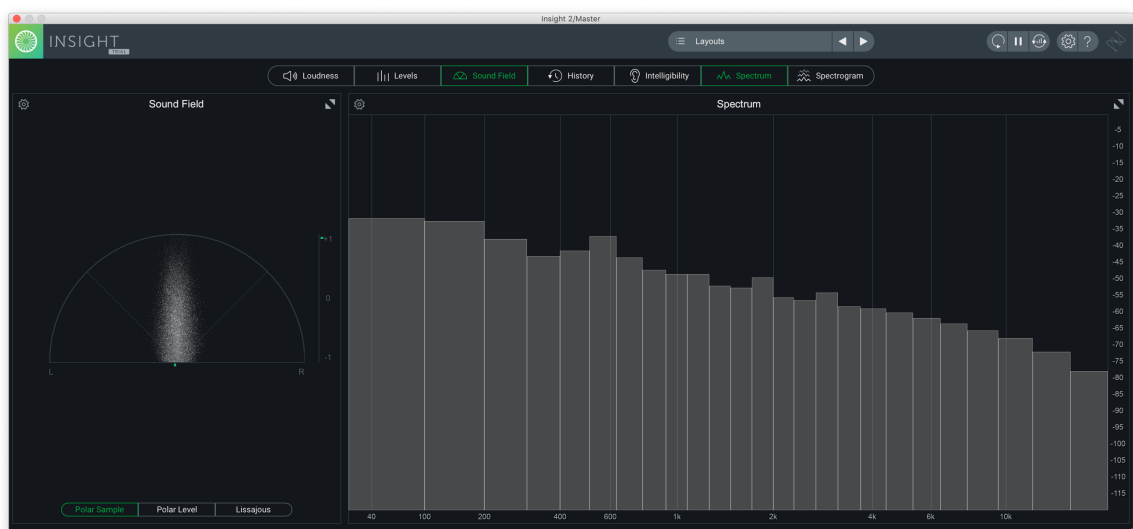 Insight 2/Master
INSIGHT
TRIAL
Layouts
?
Loudness
Levels
Sound Field
History
Intelligibility
Spectrum
Spectrogram
Sound Field
+1
0
-1
L
R
Polar Sample
Polar Level
Lissajous
Spectrum
-5
-10
-15
-20
-25
-30
-35
-40
-45
-50
-55
-60
-65
-70
-75
-80
-85
-90
-95
-100
-105
-110
-115
40
100
200
400
600
1k
2k
4k
6k
10k